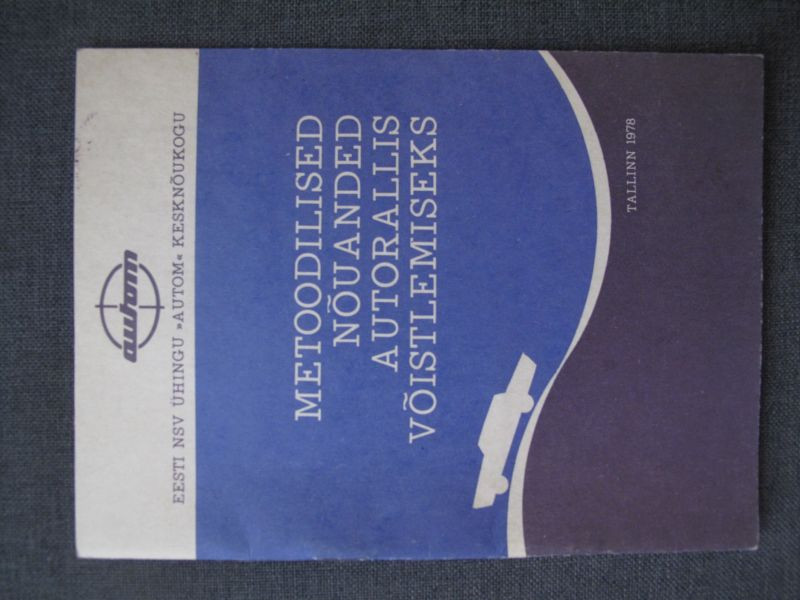 autom
EESTI NSV ÜHINGU »AUTOM« KESKNÕUKOGU
METOODILISED
NÕUANDED
AUTORALLIS
VÕISTLEMISEKS
TALLINN 1978